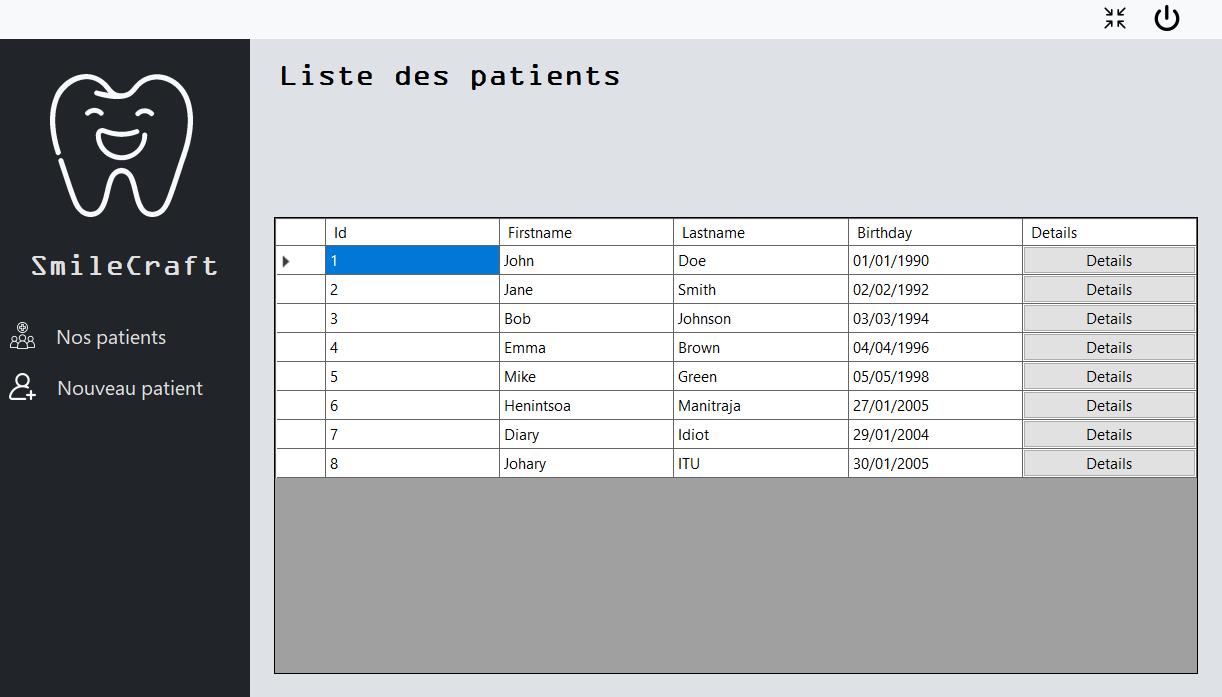 Liste des patients
SmileCraft
Nos patients
Nouveau patient
Id Firstname Lastname Birthday Details
1 John Doe 01/01/1990 Details
2 Jane Smith 02/02/1992 Details
3 Bob Johnson 03/03/1994 Details
4 Emma Brown 04/04/1996 Details
5 Mike Green 05/05/1998 Details
6 Henintsoa Manitraja 27/01/2005 Details
7 Diary Idiot 29/01/2004 Details
8 Johary ITU 30/01/2005 Details